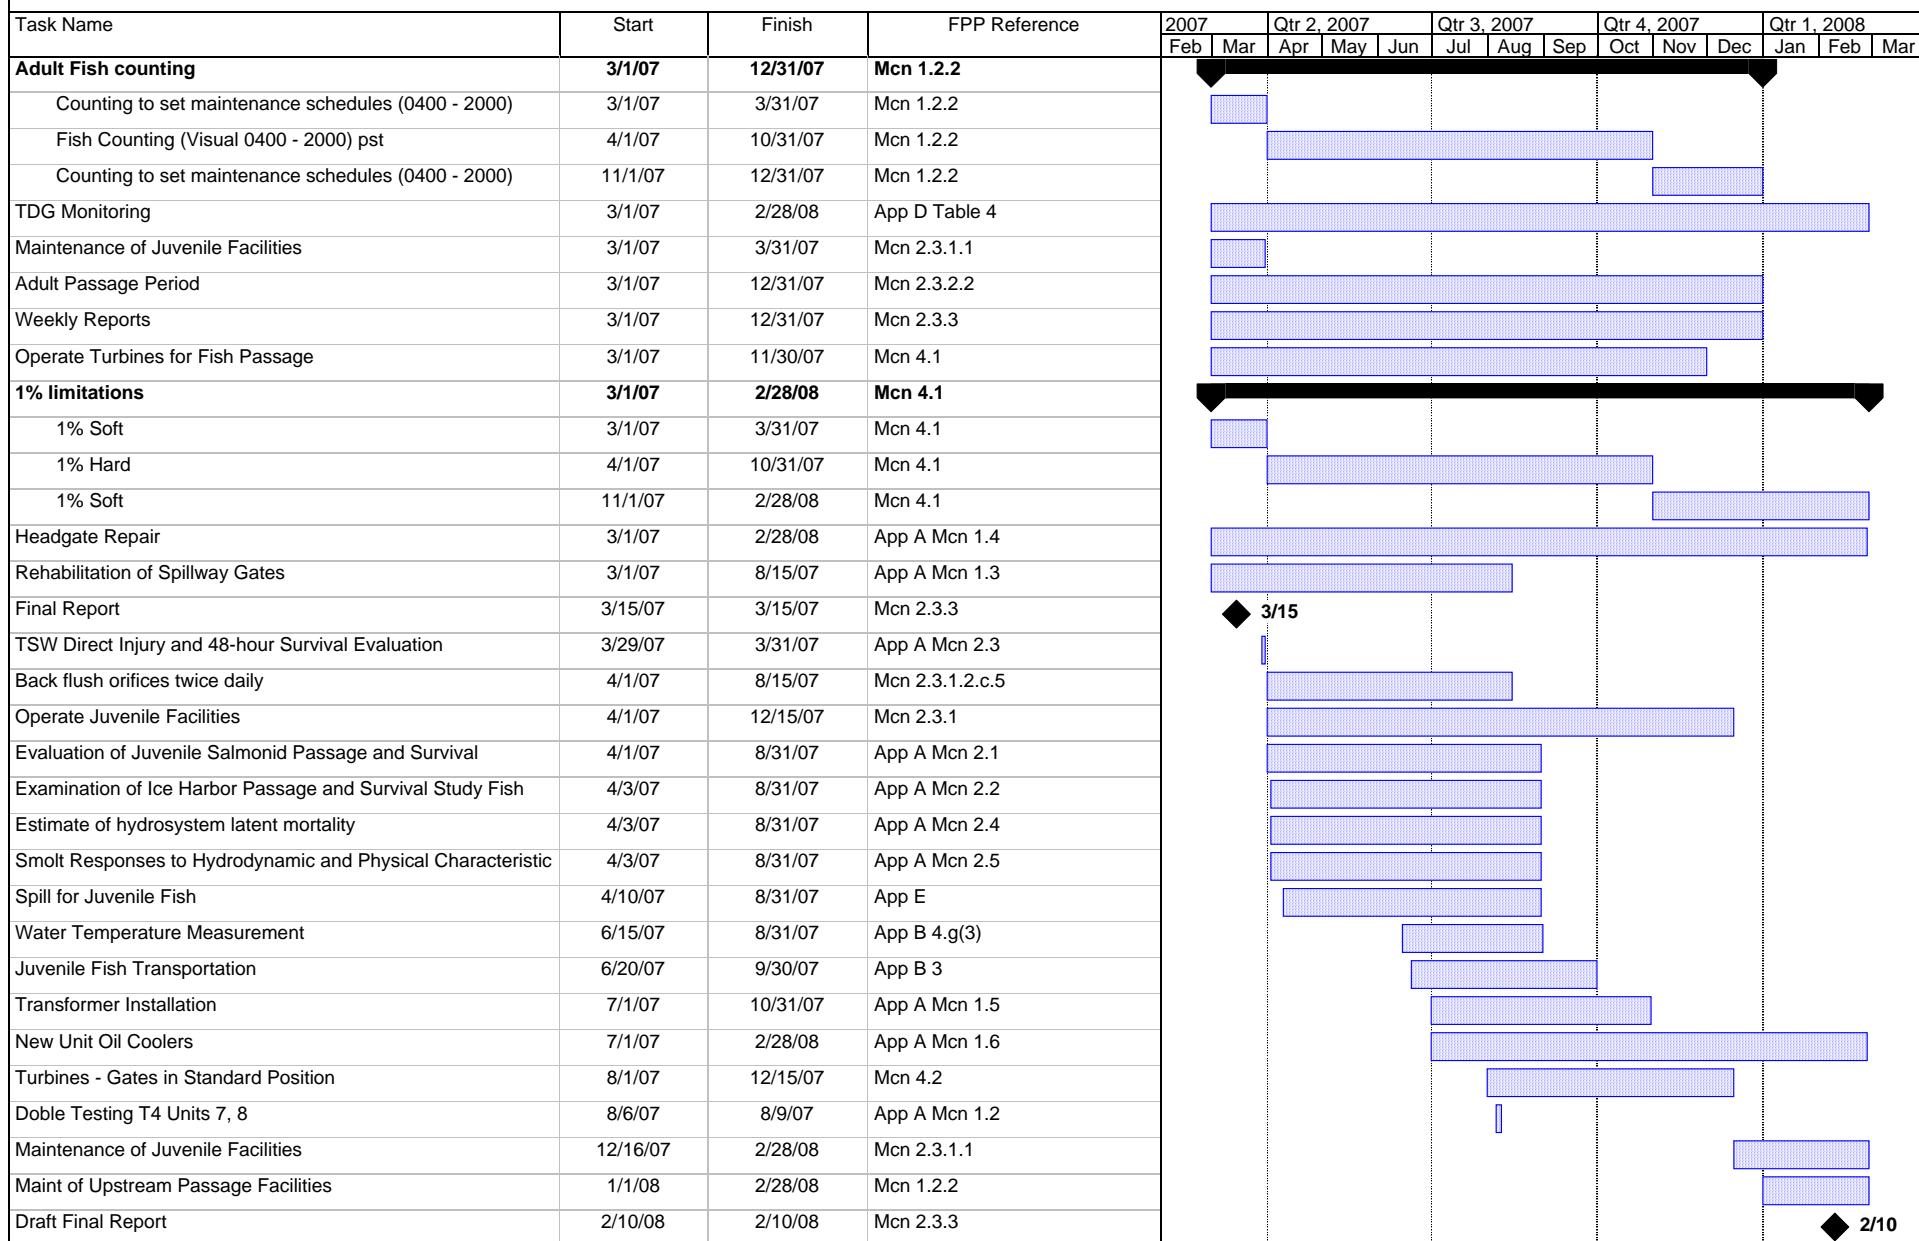 Task Name Start Finish FPP Reference 2007 Qtr 2, 2007 Qtr 3, 2007 Qtr 4, 2007 Qtr 1, 2008
Feb Mar Apr May Jun Jul Aug Sep Oct Nov Dec Jan Feb Mar
Adult Fish counting 3/1/07 12/31/07 Mcn 1.2.2
Counting to set maintenance schedules (0400 - 2000) 3/1/07 3/31/07 Mcn 1.2.2
Fish Counting (Visual 0400 - 2000) pst 4/1/07 10/31/07 Mcn 1.2.2
Counting to set maintenance schedules (0400 - 2000) 11/1/07 12/31/07 Mcn 1.2.2
TDG Monitoring 3/1/07 2/28/08 App D Table 4
Maintenance of Juvenile Facilities 3/1/07 3/31/07 Mcn 2.3.1.1
Adult Passage Period 3/1/07 12/31/07 Mcn 2.3.2.2
Weekly Reports 3/1/07 12/31/07 Mcn 2.3.3
Operate Turbines for Fish Passage 3/1/07 11/30/07 Mcn 4.1
1% limitations 3/1/07 2/28/08 Mcn 4.1
1% Soft 3/1/07 3/31/07 Mcn 4.1
1% Hard 4/1/07 10/31/07 Mcn 4.1
1% Soft 11/1/07 2/28/08 Mcn 4.1
Headgate Repair 3/1/07 2/28/08 App A Mcn 1.4
Rehabilitation of Spillway Gates 3/1/07 8/15/07 App A Mcn 1.3
Final Report 3/15/07 3/15/07 Mcn 2.3.3 3/15
TSW Direct Injury and 48-hour Survival Evaluation 3/29/07 3/31/07 App A Mcn 2.3
Back flush orifices twice daily 4/1/07 8/15/07 Mcn 2.3.1.2.c.5
Operate Juvenile Facilities 4/1/07 12/15/07 Mcn 2.3.1
Evaluation of Juvenile Salmonid Passage and Survival 4/1/07 8/31/07 App A Mcn 2.1
Examination of Ice Harbor Passage and Survival Study Fish 4/3/07 8/31/07 App A Mcn 2.2
Estimate of hydrosystem latent mortality 4/3/07 8/31/07 App A Mcn 2.4
Smolt Responses to Hydrodynamic and Physical Characteristic 4/3/07 8/31/07 App A Mcn 2.5
Spill for Juvenile Fish 4/10/07 8/31/07 App E
Water Temperature Measurement 6/15/07 8/31/07 App B 4.g(3)
Juvenile Fish Transportation 6/20/07 9/30/07 App B 3
Transformer Installation 7/1/07 10/31/07 App A Mcn 1.5
New Unit Oil Coolers 7/1/07 2/28/08 App A Mcn 1.6
Turbines - Gates in Standard Position 8/1/07 12/15/07 Mcn 4.2
Doble Testing T4 Units 7, 8 8/6/07 8/9/07 App A Mcn 1.2
Maintenance of Juvenile Facilities 12/16/07 2/28/08 Mcn 2.3.1.1
Maint of Upstream Passage Facilities 1/1/08 2/28/08 Mcn 1.2.2
Draft Final Report 2/10/08 2/10/08 Mcn 2.3.3 2/10